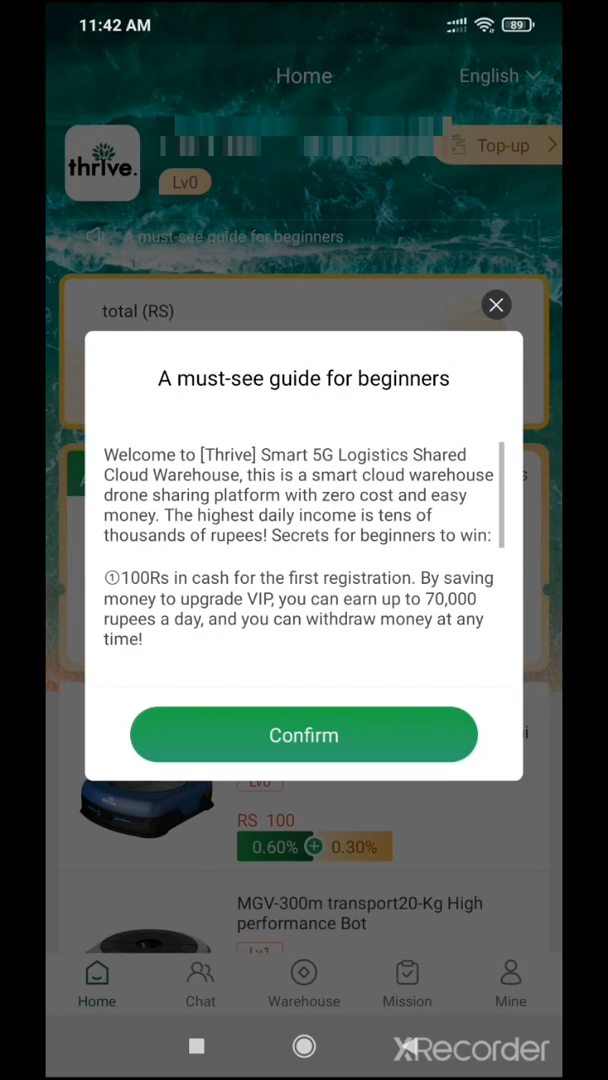 11:42 AM
89
Home
English
thrive.
Top-up
Lv0
A must-see guide for beginners
total (RS)
A must-see guide for beginners
Welcome to [Thrive] Smart 5G Logistics Shared
Cloud Warehouse, this is a smart cloud warehouse
drone sharing platform with zero cost and easy
money. The highest daily income is tens of
thousands of rupees! Secrets for beginners to win:
①100Rs in cash for the first registration. By saving
money to upgrade VIP, you can earn up to 70,000
rupees a day, and you can withdraw money at any
time!
Confirm
Lv0
RS 100
0.60% + 0.30%
MGV-300m transport20-Kg High
performance Bot
Lv1
Home Chat Warehouse Mission Mine
XRecorder